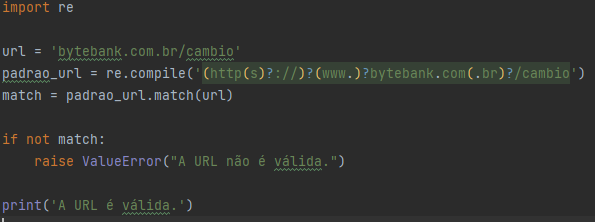 import re
url = 'bytebank.com.br/cambio'
padrao_url = re.compile('(http(s)?://)?(www.)?bytebank.com(.br)?/cambio')
match = padrao_url.match(url)
if not match:
    raise ValueError("A URL não é válida.")
print('A URL é válida.')